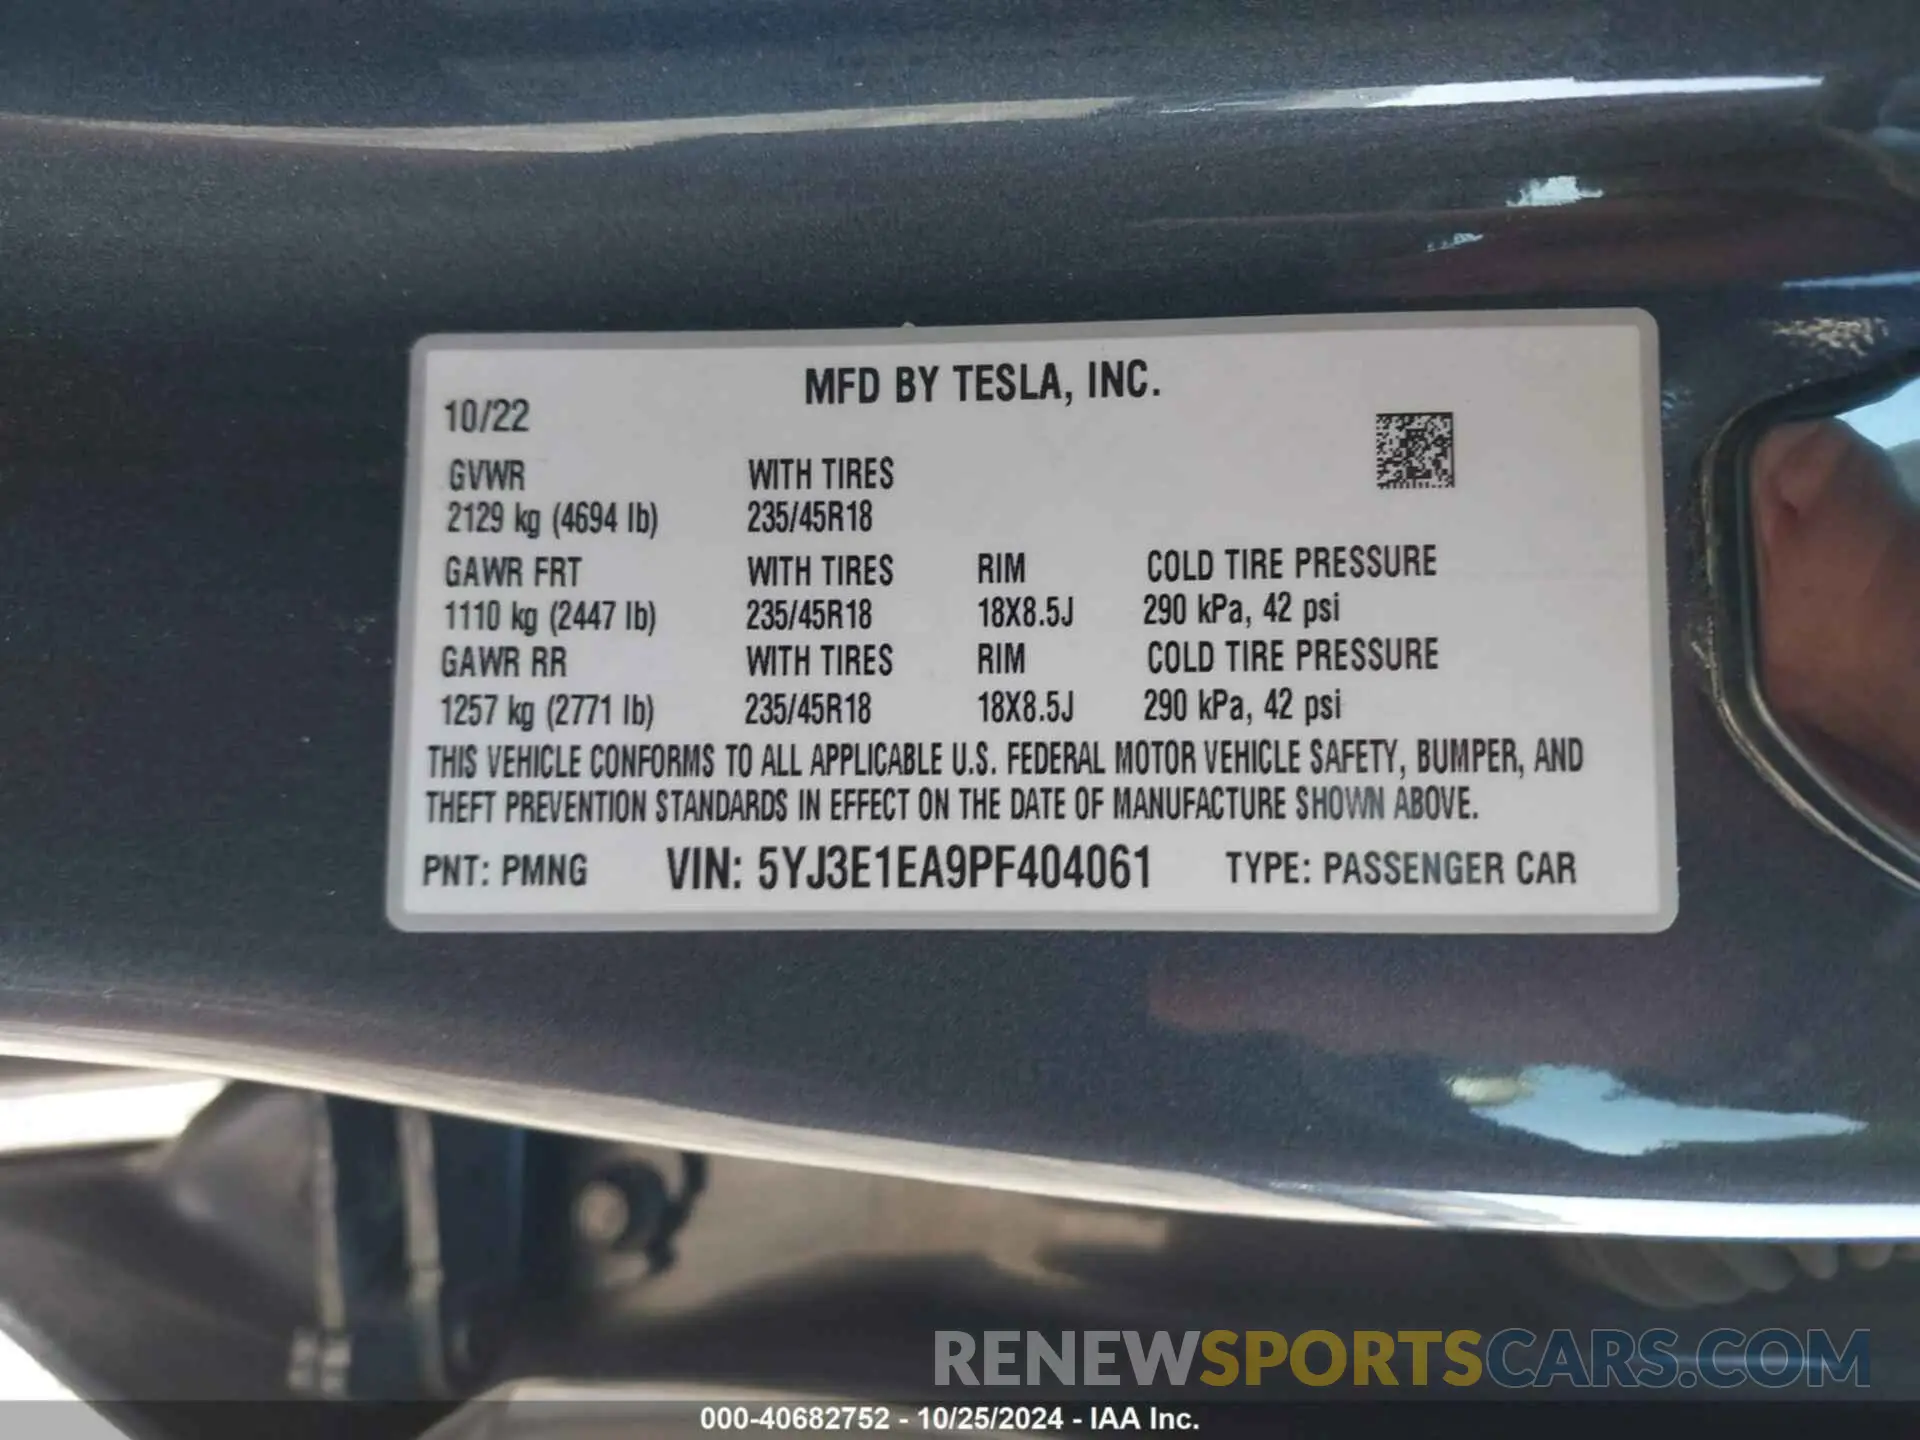 MFD BY TESLA, INC.
10/22
GVWR WITH TIRES
2129 kg (4694 lb) 235/45R18
GAWR FRT WITH TIRES RIM COLD TIRE PRESSURE
1110 kg (2447 lb) 235/45R18 18X8.5J 290 kPa, 42 psi
GAWR RR WITH TIRES RIM COLD TIRE PRESSURE
1257 kg (2771 lb) 235/45R18 18X8.5J 290 kPa, 42 psi
THIS VEHICLE CONFORMS TO ALL APPLICABLE U.S. FEDERAL MOTOR VEHICLE SAFETY, BUMPER, AND
THEFT PREVENTION STANDARDS IN EFFECT ON THE DATE OF MANUFACTURE SHOWN ABOVE.
PNT: PMNG VIN: 5YJ3E1EA9PF404061 TYPE: PASSENGER CAR
RENEWSPORTSCARS.COM
000-40682752 - 10/25/2024 - IAA Inc.